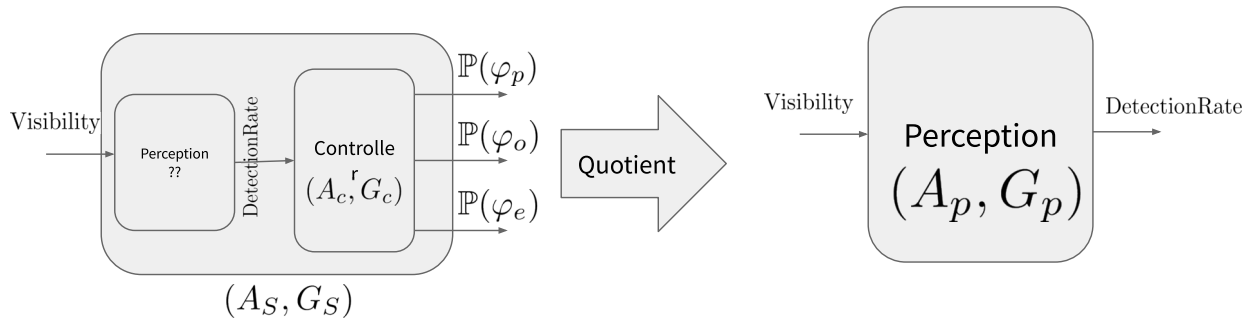 Visibility
Perception
??
DetectionRate
Controlle
r
(A_c, G_c)
ℙ(φ_p)
ℙ(φ_o)
ℙ(φ_e)
(A_S, G_S)
Quotient
Visibility
Perception
(A_p, G_p)
DetectionRate